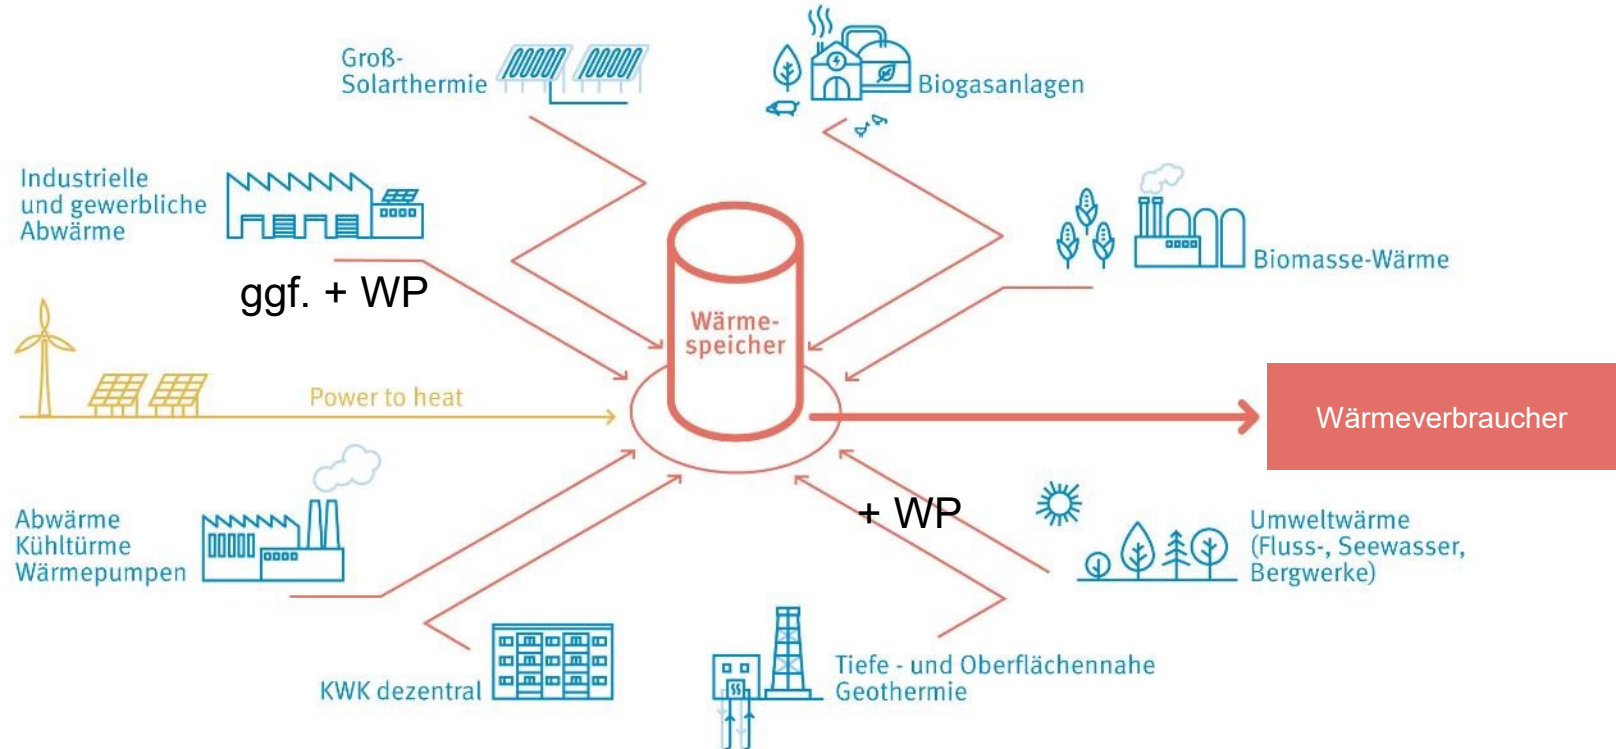 Groß-
Solarthermie
Biogasanlagen
Industrielle
und gewerbliche
Abwärme
ggf. + WP
Biomasse-Wärme
Wärme-
speicher
Power to heat
Wärmeverbraucher
Abwärme
Kühltürme
Wärmepumpen
+ WP
Umweltwärme
(Fluss-, Seewasser,
Bergwerke)
KWK dezentral
Tiefe - und Oberflächennahe
Geothermie